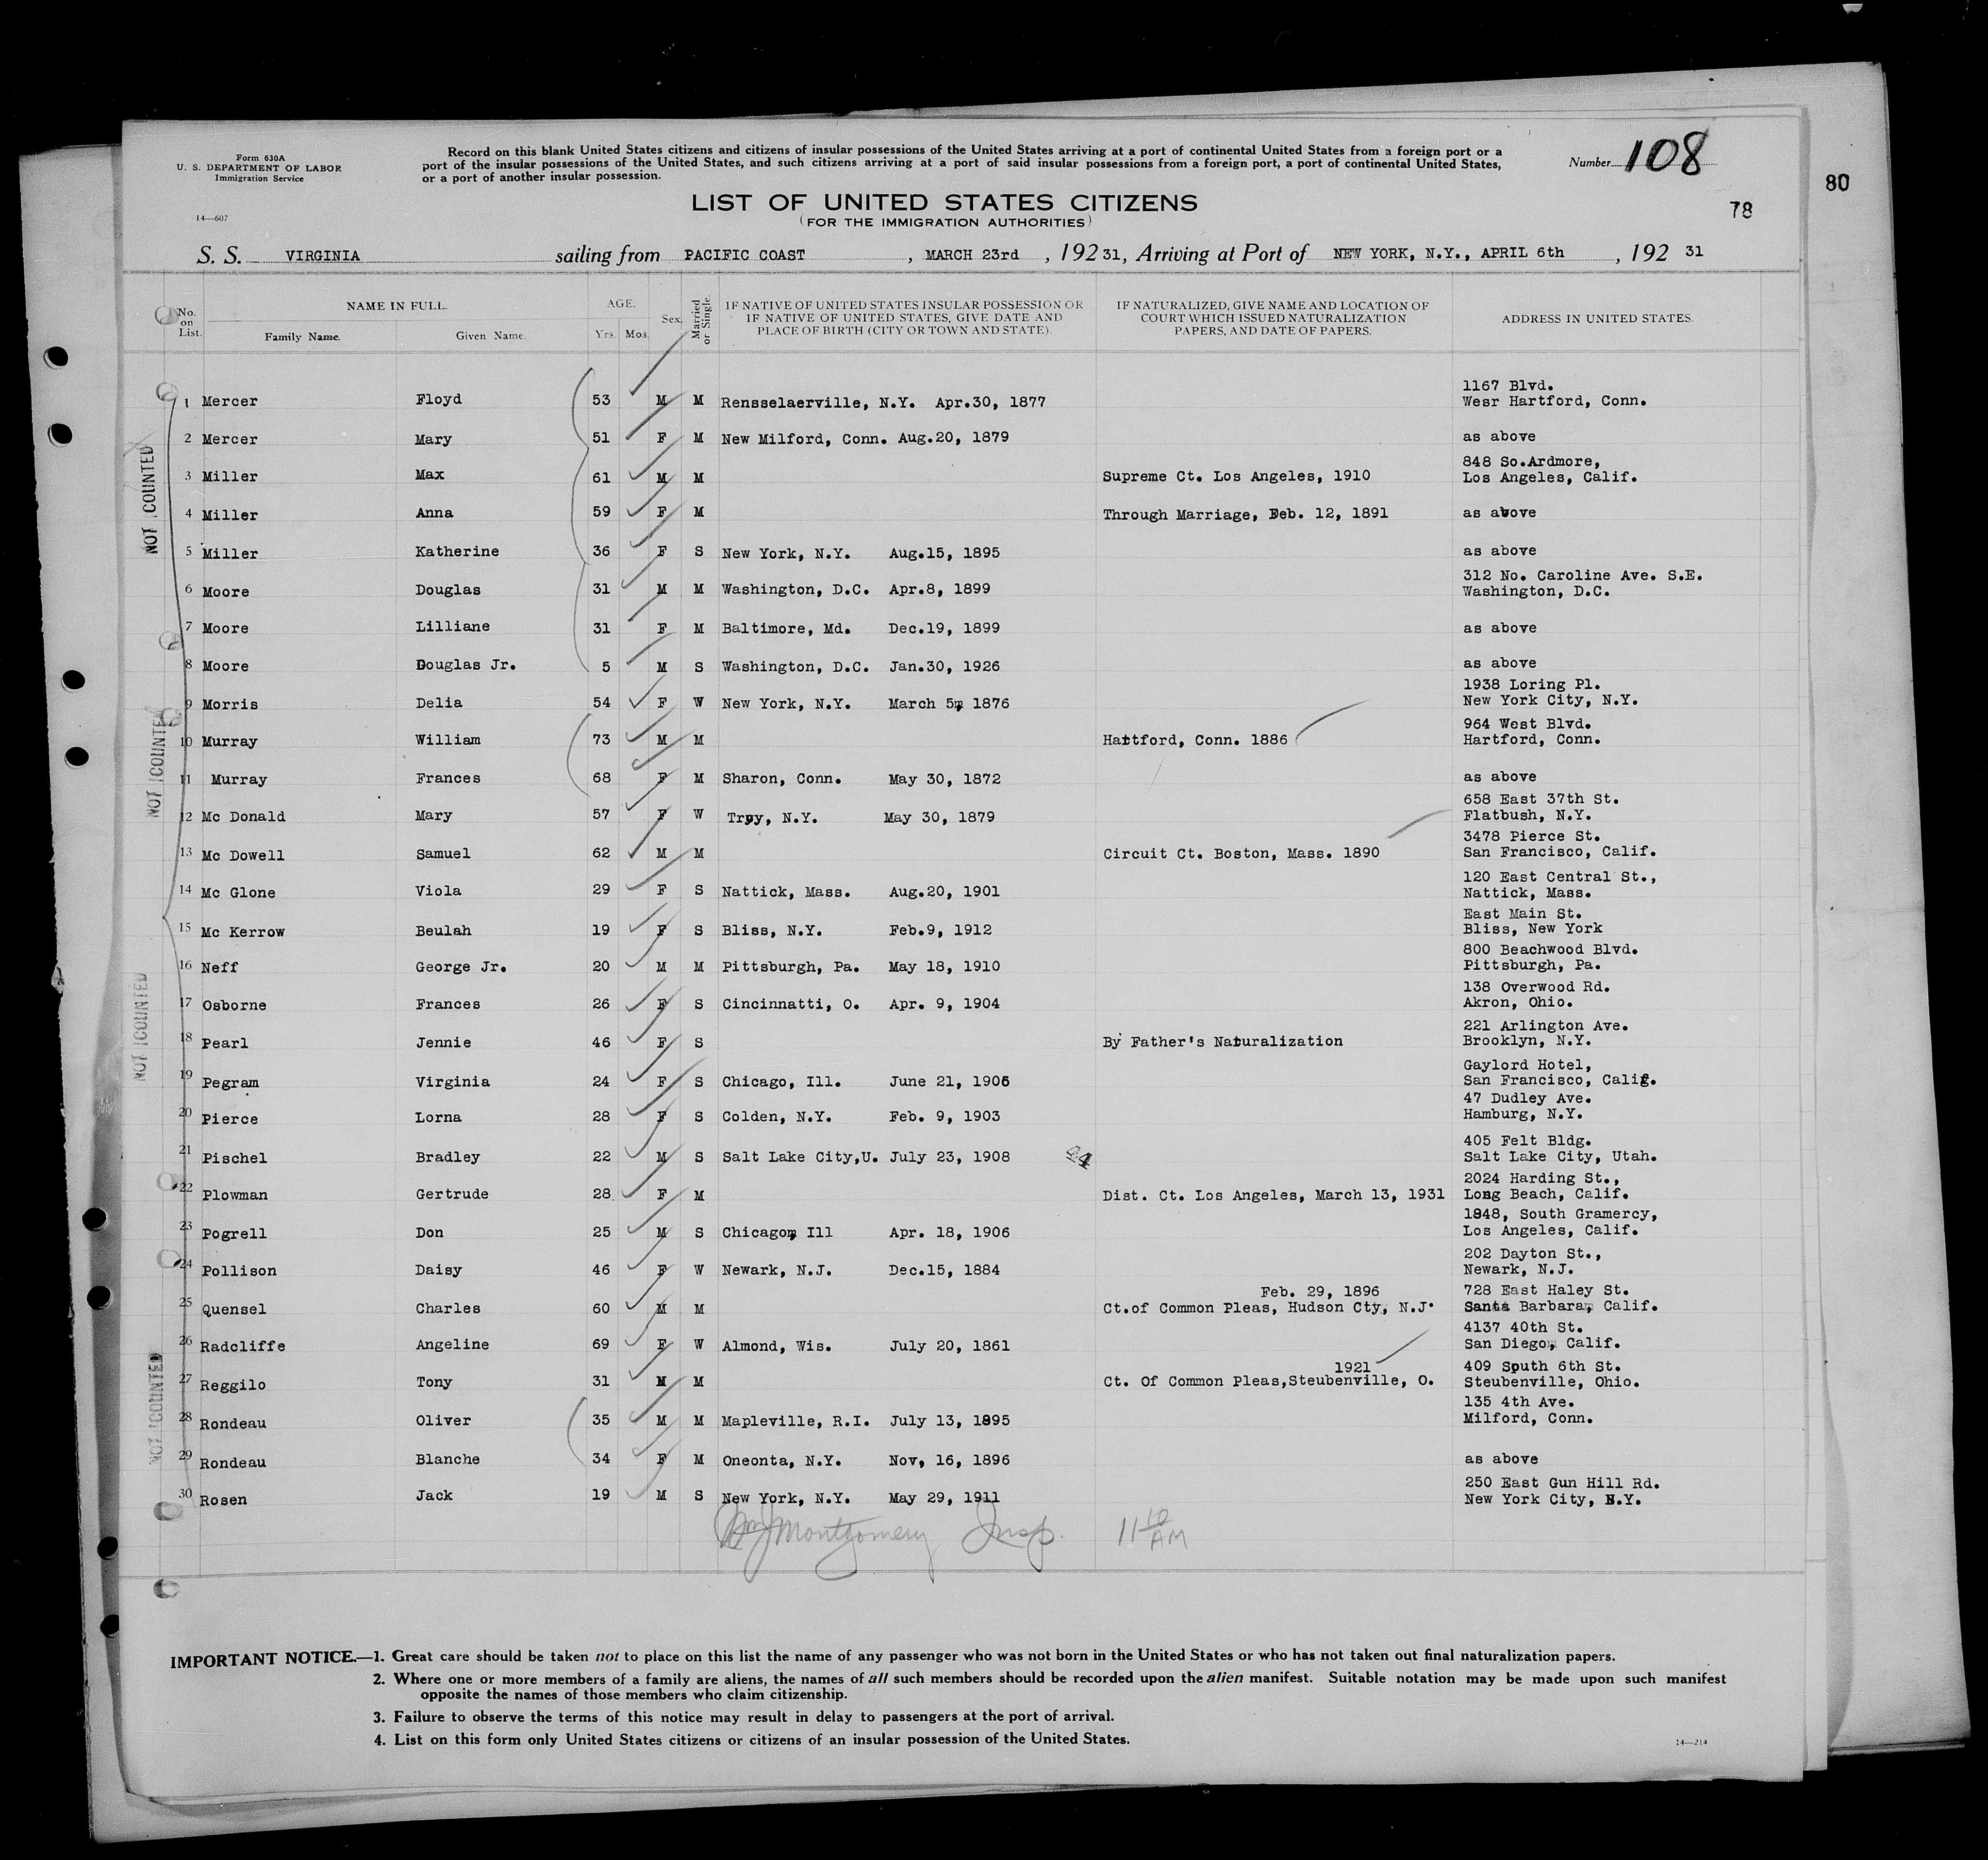 Form 630A
U. S. DEPARTMENT OF LABOR
Immigration Service
14—607
Record on this blank United States citizens and citizens of insular possessions of the United States arriving at a port of continental United States from a foreign port or a
port of the insular possessions of the United States, and such citizens arriving at a port of said insular possessions from a foreign port, a port of continental United States,
or a port of another insular possession.
Number 108
80
78
LIST OF UNITED STATES CITIZENS
(FOR THE IMMIGRATION AUTHORITIES)
S. S. VIRGINIA sailing from PACIFIC COAST, MARCH 23rd, 192 31, Arriving at Port of NEW YORK, N.Y., APRIL 6th, 192 31
No. on List. NAME IN FULL. Family Name. Given Name. AGE. Yrs. Mos. Sex. Married or Single. IF NATIVE OF UNITED STATES INSULAR POSSESSION OR IF NATIVE OF UNITED STATES, GIVE DATE AND PLACE OF BIRTH (CITY OR TOWN AND STATE). IF NATURALIZED, GIVE NAME AND LOCATION OF COURT WHICH ISSUED NATURALIZATION PAPERS, AND DATE OF PAPERS. ADDRESS IN UNITED STATES.
1167 Blvd.
1 Mercer Floyd 53 M M Rensselaerville, N.Y. Apr.30, 1877 Wesr Hartford, Conn.
2 Mercer Mary 51 F M New Milford, Conn. Aug.20, 1879 as above
848 So.Ardmore,
3 Miller Max 61 M M Supreme Ct. Los Angeles, 1910 Los Angeles, Calif.
4 Miller Anna 59 F M Through Marriage, Feb. 12, 1891 as above
5 Miller Katherine 36 F S New York, N.Y. Aug.15, 1895 as above
312 No. Caroline Ave. S.E.
6 Moore Douglas 31 M M Washington, D.C. Apr.8, 1899 Washington, D.C.
7 Moore Lilliane 31 F M Baltimore, Md. Dec.19, 1899 as above
8 Moore Douglas Jr. 5 M S Washington, D.C. Jan.30, 1926 as above
1938 Loring Pl.
9 Morris Delia 54 F W New York, N.Y. March 5, 1876 New York City, N.Y.
964 West Blvd.
10 Murray William 73 M M Hattford, Conn. 1886 Hartford, Conn.
11 Murray Frances 68 F M Sharon, Conn. May 30, 1872 as above
658 East 37th St.
12 Mc Donald Mary 57 F W Troy, N.Y. May 30, 1879 Flatbush, N.Y.
3478 Pierce St.
13 Mc Dowell Samuel 62 M M Circuit Ct. Boston, Mass. 1890 San Francisco, Calif.
120 East Central St.,
14 Mc Glone Viola 29 F S Nattick, Mass. Aug.20, 1901 Nattick, Mass.
East Main St.
15 Mc Kerrow Beulah 19 F S Bliss, N.Y. Feb.9, 1912 Bliss, New York
800 Beachwood Blvd.
16 Neff George Jr. 20 M M Pittsburgh, Pa. May 18, 1910 Pittsburgh, Pa.
138 Overwood Rd.
17 Osborne Frances 26 F S Cincinnatti, O. Apr. 9, 1904 Akron, Ohio.
221 Arlington Ave.
18 Pearl Jennie 46 F S By Father's Naturalization Brooklyn, N.Y.
Gaylord Hotel,
19 Pegram Virginia 24 F S Chicago, Ill. June 21, 1906 San Francisco, Calif.
47 Dudley Ave.
20 Pierce Lorna 28 F S Colden, N.Y. Feb. 9, 1903 Hamburg, N.Y.
405 Felt Bldg.
21 Pischel Bradley 22 M S Salt Lake City,U. July 23, 1908 Salt Lake City, Utah.
2024 Harding St.,
22 Plowman Gertrude 28 F M Dist. Ct. Los Angeles, March 13, 1931 Long Beach, Calif.
1848, South Gramercy,
23 Pogrell Don 25 M S Chicago, Ill Apr. 18, 1906 Los Angeles, Calif.
202 Dayton St.,
24 Pollison Daisy 46 F W Newark, N.J. Dec.15, 1884 Newark, N.J.
Feb. 29, 1896 728 East Haley St.
25 Quensel Charles 60 M M Ct.of Common Pleas, Hudson Cty, N.J. Santa Barbara, Calif.
4137 40th St.
26 Radcliffe Angeline 69 F W Almond, Wis. July 20, 1861 San Diego, Calif.
1921 409 South 6th St.
27 Reggilo Tony 31 M M Ct. Of Common Pleas,Steubenville, O. Steubenville, Ohio.
135 4th Ave.
28 Rondeau Oliver 35 M M Mapleville, R.I. July 13, 1895 Milford, Conn.
29 Rondeau Blanche 34 F M Oneonta, N.Y. Nov, 16, 1896 as above
250 East Gun Hill Rd.
30 Rosen Jack 19 M S New York, N.Y. May 29, 1911 New York City, N.Y.
Montgomery Insp. 11 10 AM
NOT COUNTED
NOT COUNTED
NOT COUNTED
NOT COUNTED
IMPORTANT NOTICE.—1. Great care should be taken not to place on this list the name of any passenger who was not born in the United States or who has not taken out final naturalization papers.
2. Where one or more members of a family are aliens, the names of all such members should be recorded upon the alien manifest. Suitable notation may be made upon such manifest
opposite the names of those members who claim citizenship.
3. Failure to observe the terms of this notice may result in delay to passengers at the port of arrival.
4. List on this form only United States citizens or citizens of an insular possession of the United States.
14—214